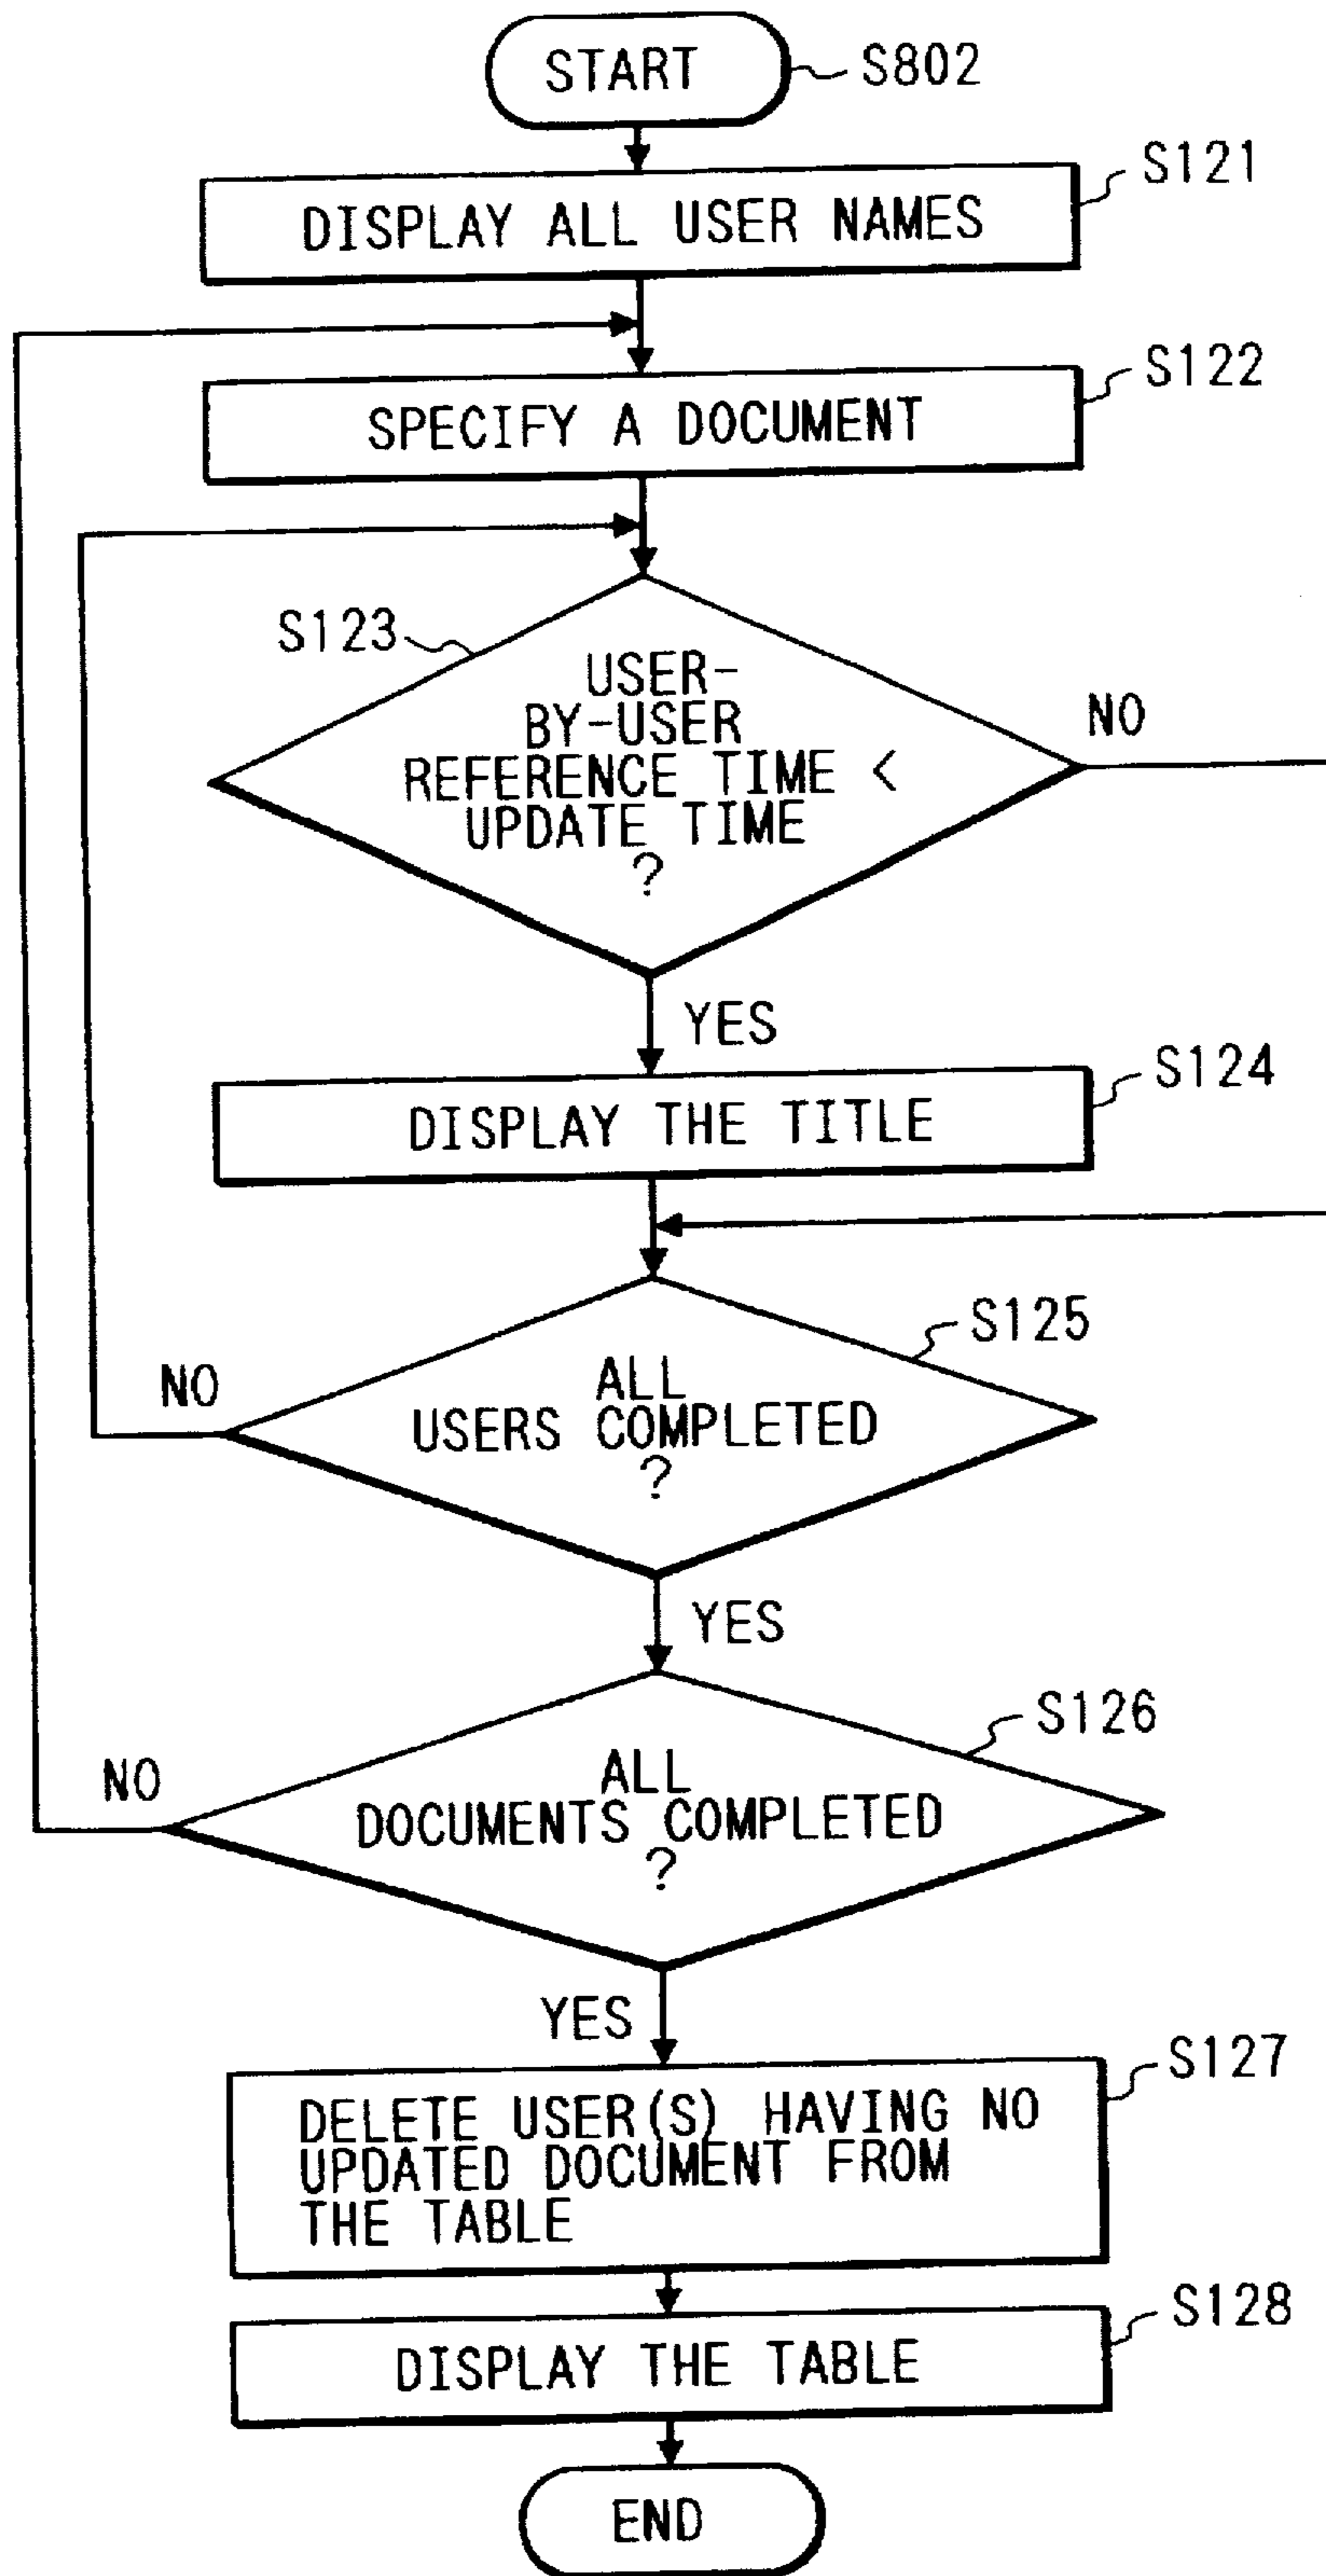 START
S802
S121
DISPLAY ALL USER NAMES
S122
SPECIFY A DOCUMENT
S123
USER-
BY-USER
REFERENCE TIME <
UPDATE TIME
?
NO
YES
S124
DISPLAY THE TITLE
S125
ALL
USERS COMPLETED
?
NO
YES
S126
ALL
DOCUMENTS COMPLETED
?
NO
YES
S127
DELETE USER(S) HAVING NO
UPDATED DOCUMENT FROM
THE TABLE
S128
DISPLAY THE TABLE
END